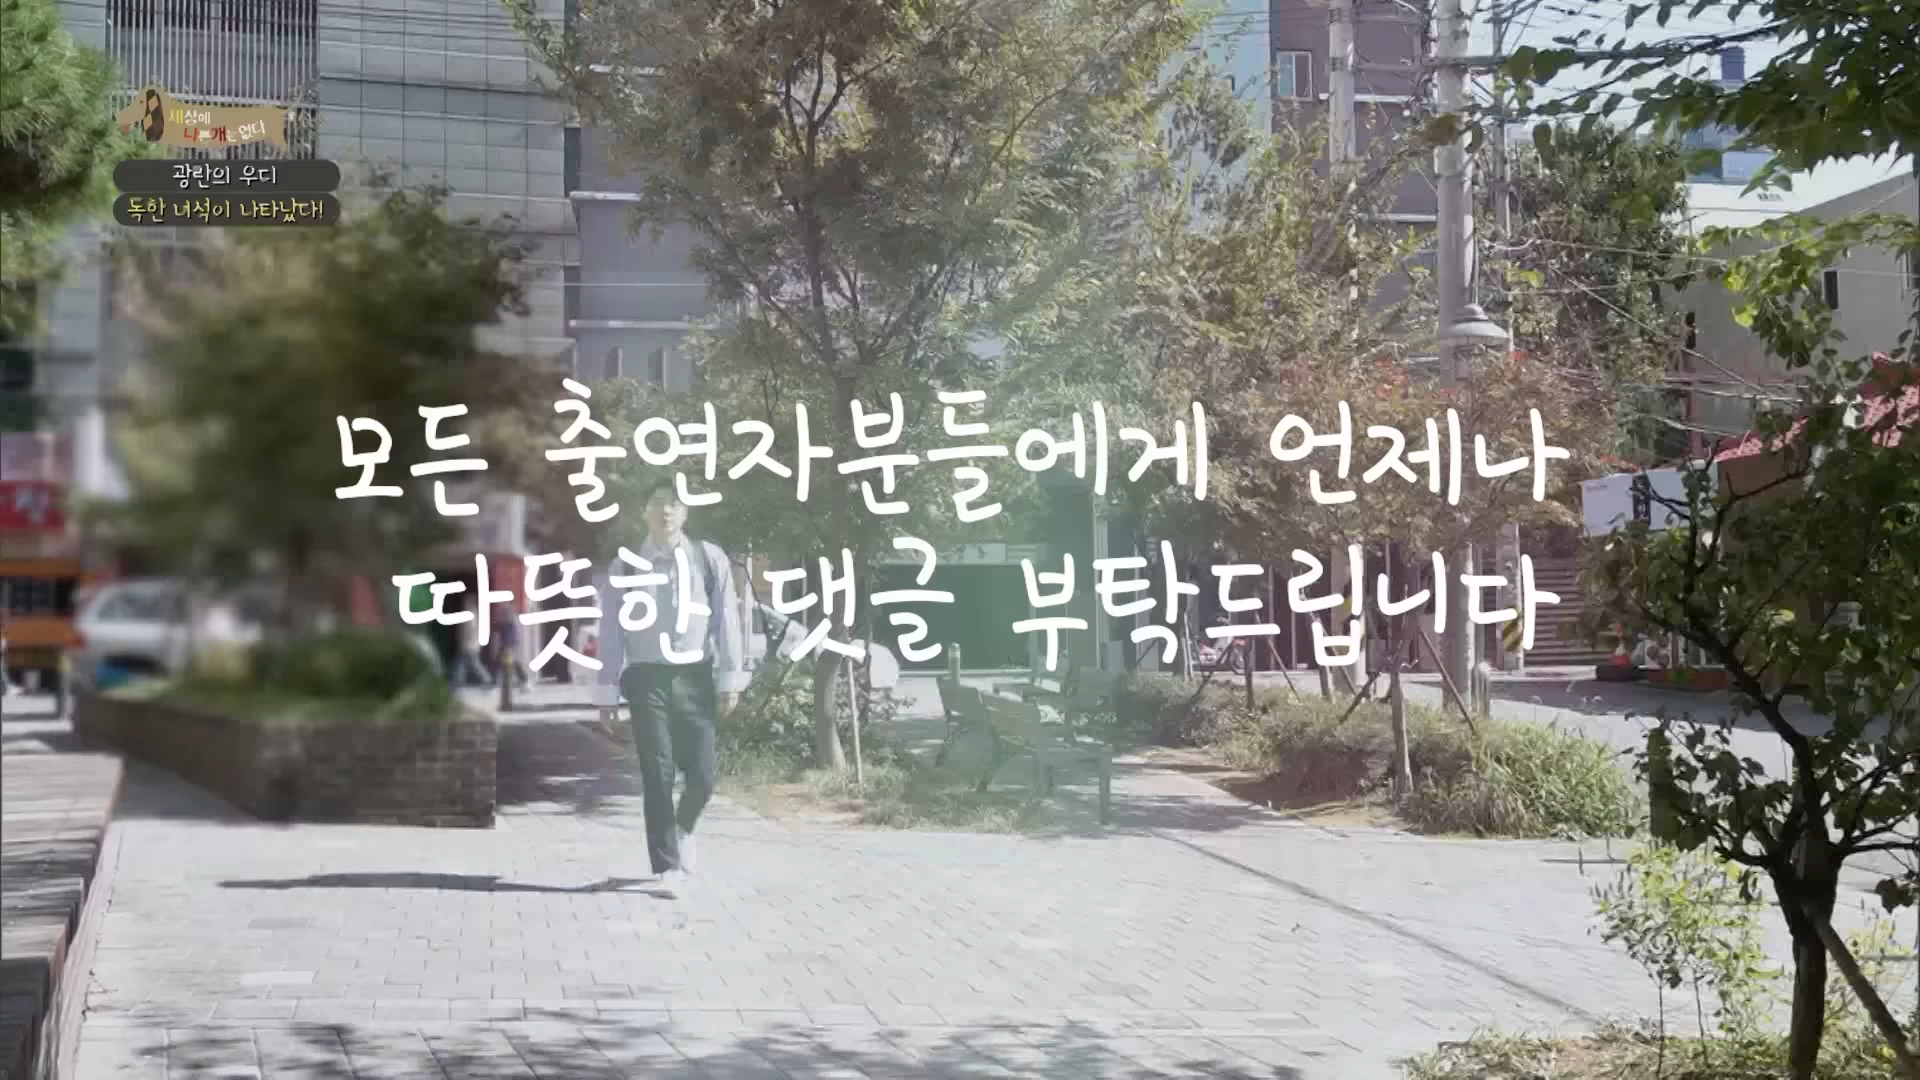 세상에
나쁜개는 없다
광란의 우디
독한 녀석이 나타났다!
모든 출연자분들에게 언제나
따뜻한 댓글 부탁드립니다